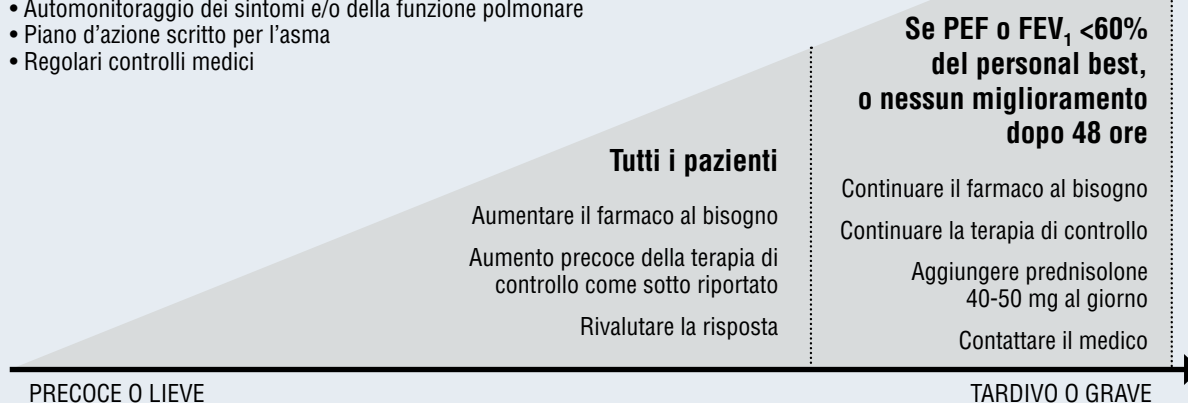 • Automonitoraggio dei sintomi e/o della funzione polmonare
• Piano d’azione scritto per l’asma
• Regolari controlli medici
Tutti i pazienti
Aumentare il farmaco al bisogno
Aumento precoce della terapia di
controllo come sotto riportato
Rivalutare la risposta
Se PEF o FEV₁ <60%
del personal best,
o nessun miglioramento
dopo 48 ore
Continuare il farmaco al bisogno
Continuare la terapia di controllo
Aggiungere prednisolone
40-50 mg al giorno
Contattare il medico
PRECOCE O LIEVE
TARDIVO O GRAVE